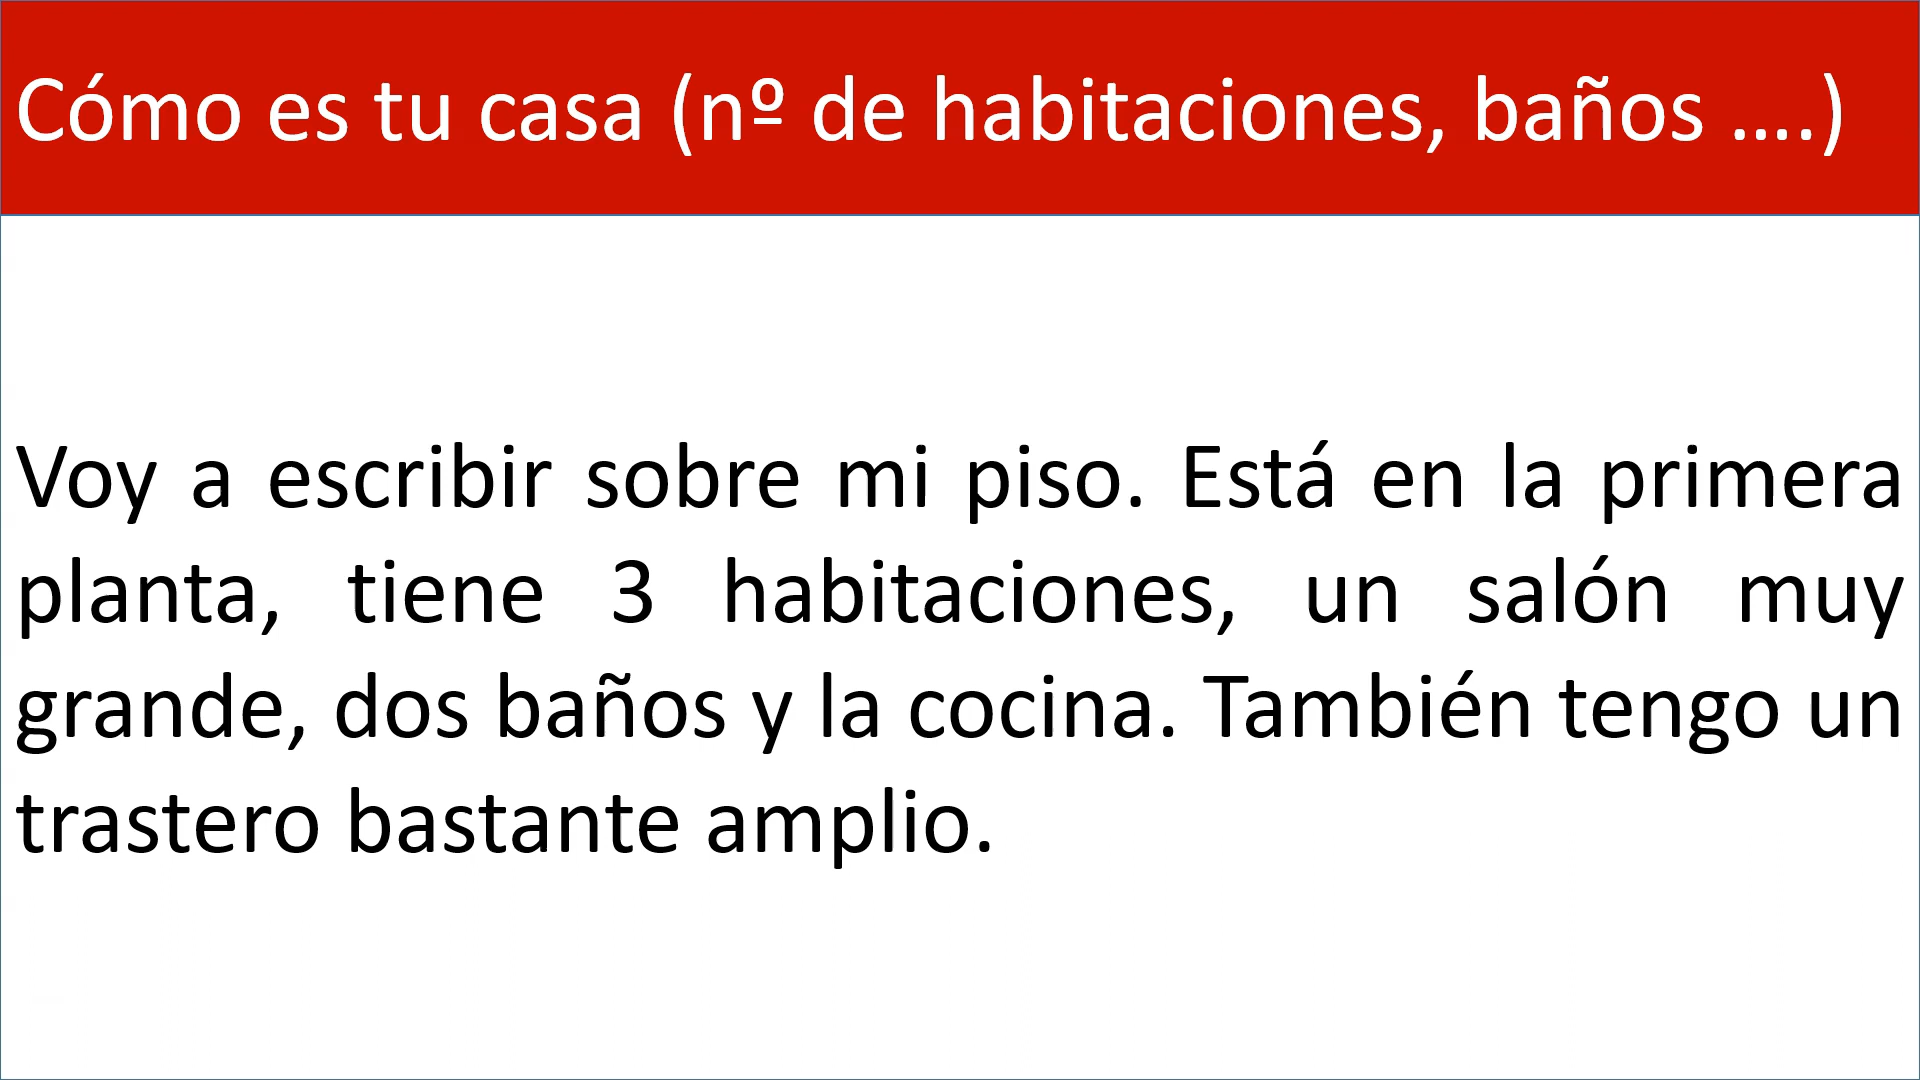 Cómo es tu casa (nº de habitaciones, baños ….)
Voy a escribir sobre mi piso. Está en la primera
planta, tiene 3 habitaciones, un salón muy
grande, dos baños y la cocina. También tengo un
trastero bastante amplio.